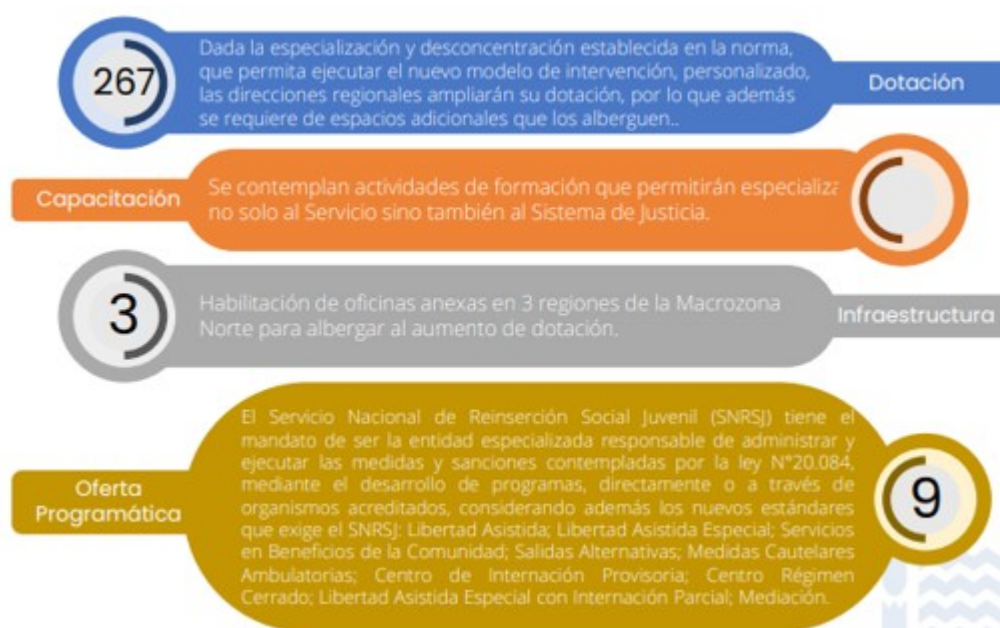 267
Dada la especialización y desconcentración establecida en la norma,
que permita ejecutar el nuevo modelo de intervención, personalizado,
las direcciones regionales ampliarán su dotación, por lo que además
se requiere de espacios adicionales que los alberguen..
Dotación
Capacitación
Se contemplan actividades de formación que permitirán especializa
no solo al Servicio sino también al Sistema de Justicia.
3
Habilitación de oficinas anexas en 3 regiones de la Macrozona
Norte para albergar al aumento de dotación.
Infraestructura
Oferta
Programática
El Servicio Nacional de Reinserción Social Juvenil (SNRSJ) tiene el
mandato de ser la entidad especializada responsable de administrar y
ejecutar las medidas y sanciones contempladas por la ley N°20.084,
mediante el desarrollo de programas, directamente o a través de
organismos acreditados, considerando además los nuevos estándares
que exige el SNRSJ: Libertad Asistida; Libertad Asistida Especial; Servicios
en Beneficios de la Comunidad; Salidas Alternativas; Medidas Cautelares
Ambulatorias; Centro de Internación Provisoria; Centro Régimen
Cerrado; Libertad Asistida Especial con Internación Parcial; Mediación.
9